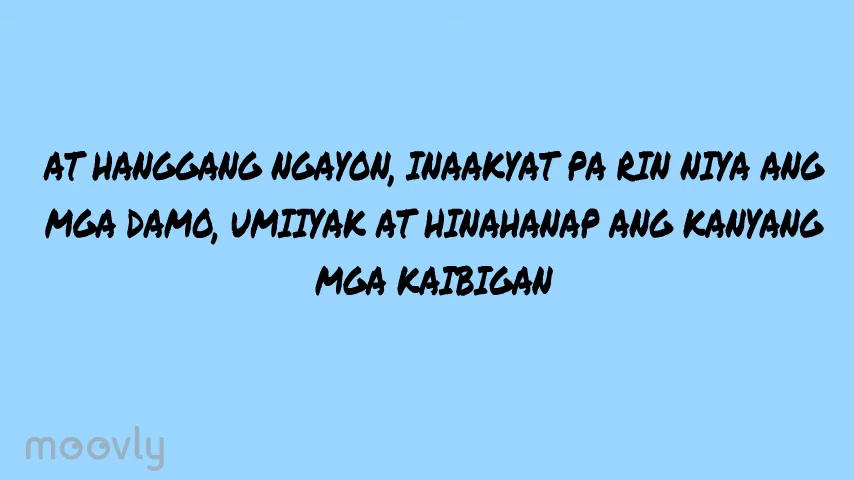 AT HANGGANG NGAYON, INAAKYAT PA RIN NIYA ANG
MGA DAMO, UMIIYAK AT HINAHANAP ANG KANYANG
MGA KAIBIGAN
moovly